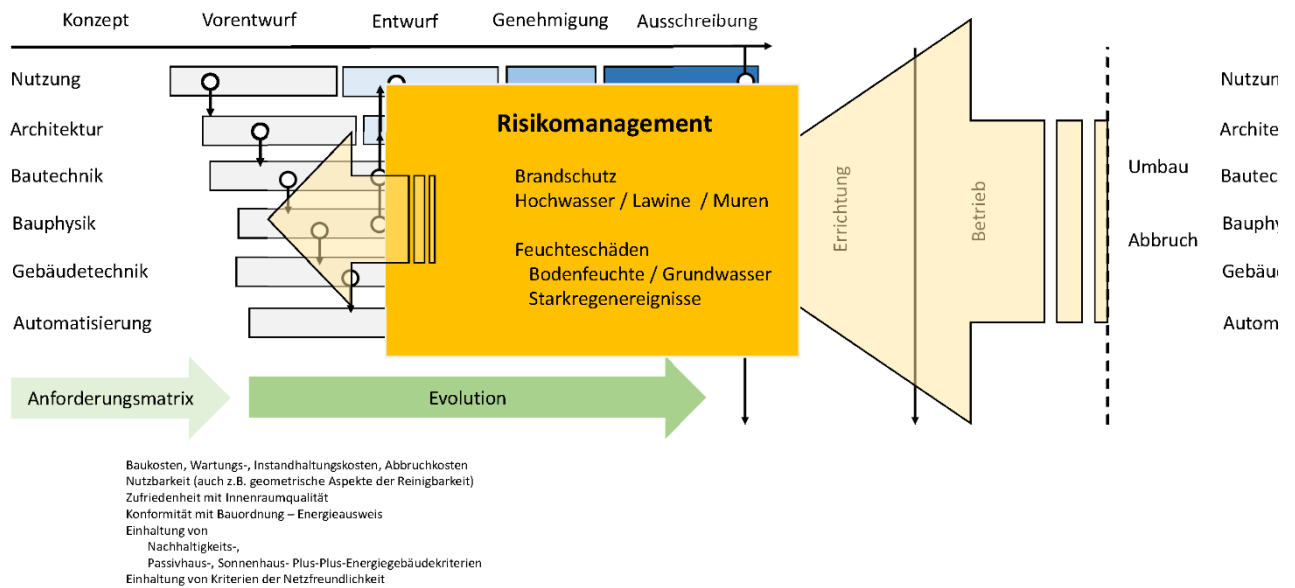 Konzept Vorentwurf Entwurf Genehmigung Ausschreibung
Nutzung
Architektur
Bautechnik
Bauphysik
Gebäudetechnik
Automatisierung
Risikomanagement
Brandschutz
Hochwasser / Lawine / Muren
Feuchteschäden
Bodenfeuchte / Grundwasser
Starkregenereignisse
Errichtung
Betrieb
Umbau
Abbruch
Nutzun
Archite
Bautec
Bauphy
Gebäu
Autom
Anforderungsmatrix
Evolution
Baukosten, Wartungs-, Instandhaltungskosten, Abbruchkosten
Nutzbarkeit (auch z.B. geometrische Aspekte der Reinigbarkeit)
Zufriedenheit mit Innenraumqualität
Konformität mit Bauordnung – Energieausweis
Einhaltung von
Nachhaltigkeits-,
Passivhaus-, Sonnenhaus- Plus-Plus-Energiegebäudekriterien
Einhaltung von Kriterien der Netzfreundlichkeit